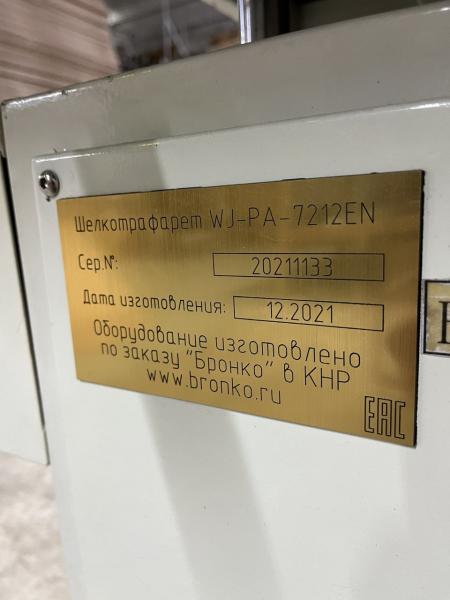 Шелкотрафарет WJ-PA-7212EN
Сер.№: 20211133
Дата изготовления: 12.2021
Оборудование изготовлено
по заказу "Бронко" в КНР
www.bronko.ru
EAC